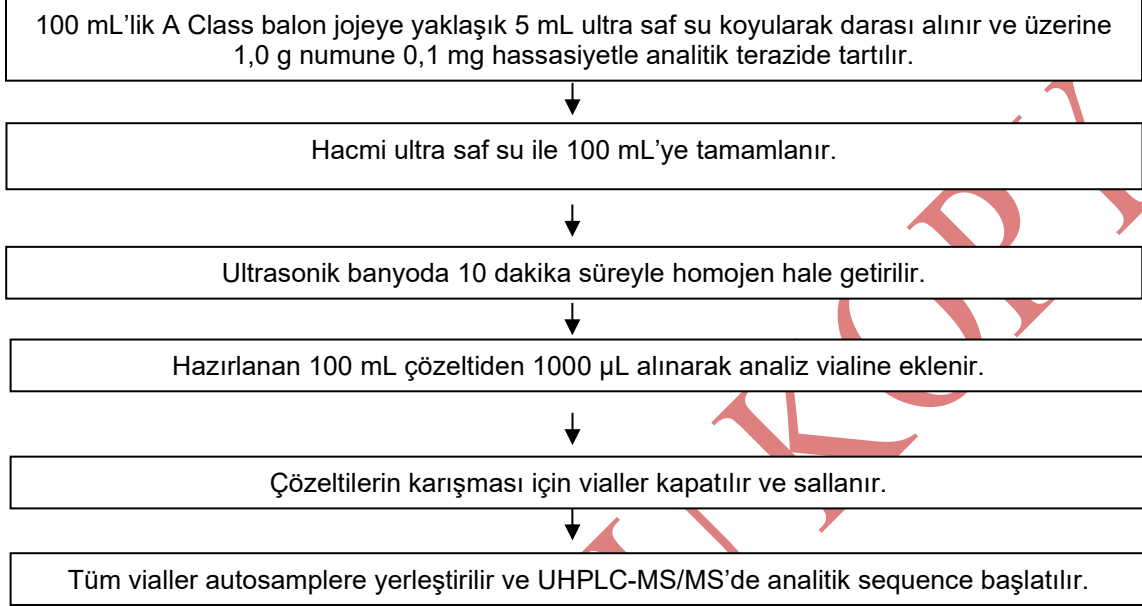 100 mL’lik A Class balon jojeye yaklaşık 5 mL ultra saf su koyularak darası alınır ve üzerine
1,0 g numune 0,1 mg hassasiyetle analitik terazide tartılır.
Hacmi ultra saf su ile 100 mL’ye tamamlanır.
Ultrasonik banyoda 10 dakika süreyle homojen hale getirilir.
Hazırlanan 100 mL çözeltiden 1000 µL alınarak analiz vialine eklenir.
Çözeltilerin karışması için vialler kapatılır ve sallanır.
Tüm vialler autosamplere yerleştirilir ve UHPLC-MS/MS’de analitik sequence başlatılır.